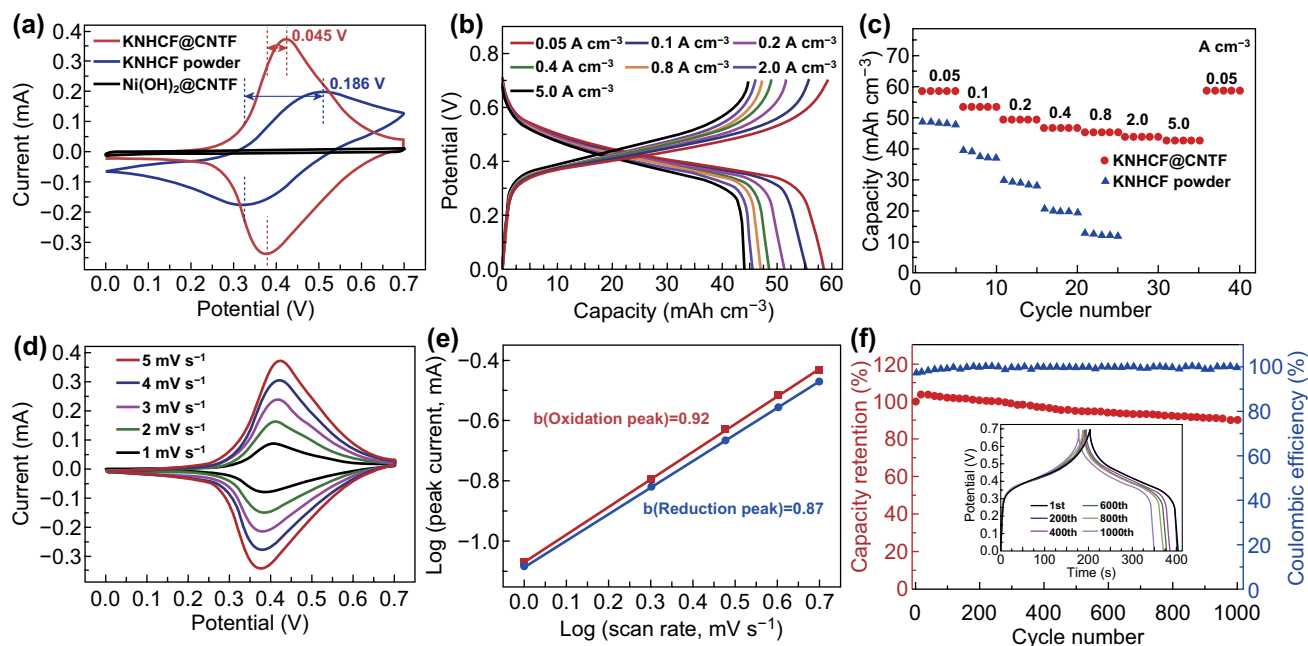 (a)
0.4
0.3
0.2
0.1
0.0
−0.1
−0.2
−0.3
Current (mA)
KNHCF@CNTF
KNHCF powder
Ni(OH)₂@CNTF
0.045 V
0.186 V
0.0 0.1 0.2 0.3 0.4 0.5 0.6 0.7
Potential (V)
(b)
0.8
0.6
0.4
0.2
0.0
Potential (V)
0.05 A cm⁻³ 0.1 A cm⁻³ 0.2 A cm⁻³
0.4 A cm⁻³ 0.8 A cm⁻³ 2.0 A cm⁻³
5.0 A cm⁻³
0 10 20 30 40 50 60
Capacity (mAh cm⁻³)
(c)
80
70
60
50
40
30
20
10
0
Capacity (mAh cm⁻³)
A cm⁻³
0.05 0.1 0.2 0.4 0.8 2.0 5.0 0.05
KNHCF@CNTF
KNHCF powder
0 10 20 30 40
Cycle number
(d)
0.4
0.3
0.2
0.1
0.0
−0.1
−0.2
−0.3
Current (mA)
5 mV s⁻¹
4 mV s⁻¹
3 mV s⁻¹
2 mV s⁻¹
1 mV s⁻¹
0.0 0.1 0.2 0.3 0.4 0.5 0.6 0.7
Potential (V)
(e)
−0.4
−0.6
−0.8
−1.0
Log (peak current, mA)
b(Oxidation peak)=0.92
b(Reduction peak)=0.87
0.0 0.1 0.2 0.3 0.4 0.5 0.6 0.7
Log (scan rate, mV s⁻¹)
(f)
120
100
80
60
40
20
0
Capacity retention (%)
100
80
60
40
20
0
Coulombic efficiency (%)
0.7
0.6
0.5
0.4
0.3
0.2
0.1
0.0
Potential (V)
1st 600th
200th 800th
400th 1000th
0 100 200 300 400
Time (s)
0 200 400 600 800 1000
Cycle number